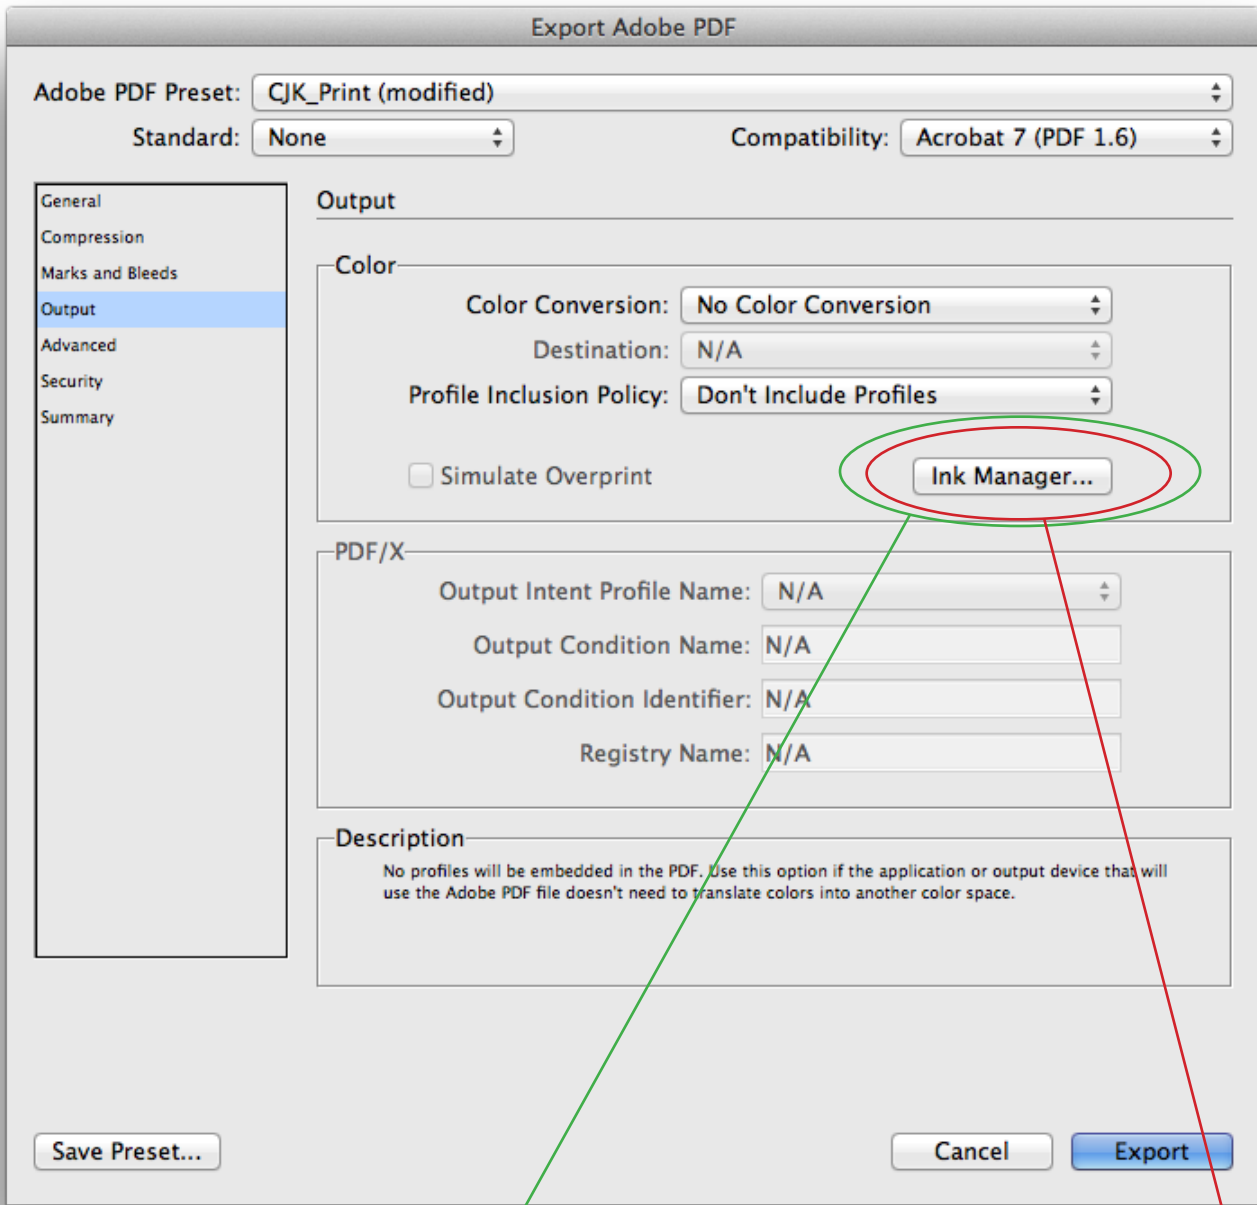 Export Adobe PDF
Adobe PDF Preset: CJK_Print (modified)
Standard: None Compatibility: Acrobat 7 (PDF 1.6)
General
Compression
Marks and Bleeds
Output
Advanced
Security
Summary
Output
Color
Color Conversion: No Color Conversion
Destination: N/A
Profile Inclusion Policy: Don't Include Profiles
Simulate Overprint Ink Manager...
PDF/X
Output Intent Profile Name: N/A
Output Condition Name: N/A
Output Condition Identifier: N/A
Registry Name: N/A
Description
No profiles will be embedded in the PDF. Use this option if the application or output device that will
use the Adobe PDF file doesn't need to translate colors into another color space.
Save Preset... Cancel Export